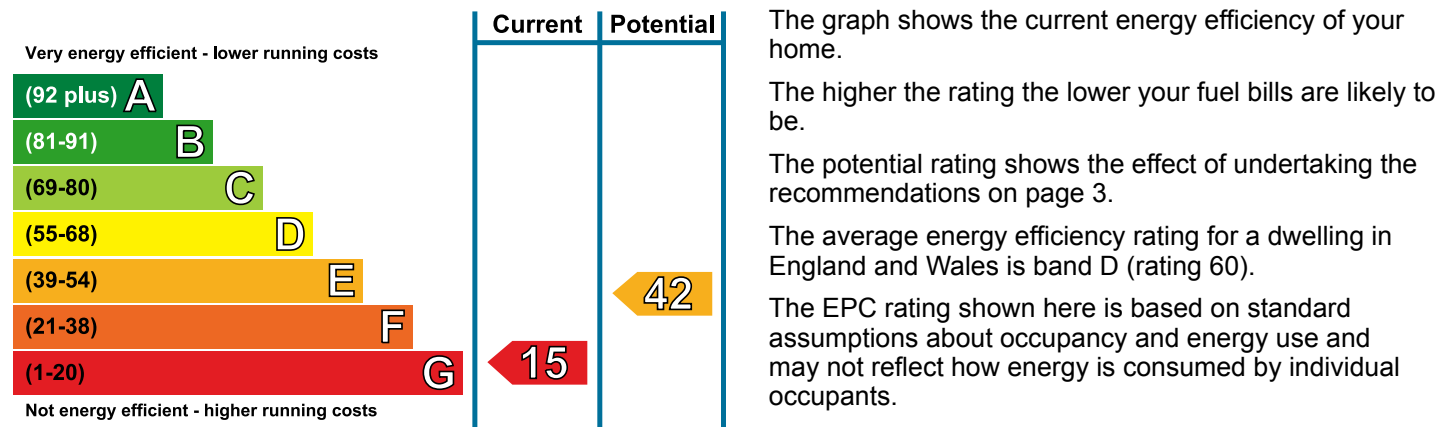 Current Potential
Very energy efficient - lower running costs
(92 plus) A
(81-91) B
(69-80) C
(55-68) D
(39-54) E
42
(21-38) F
(1-20) G
15
Not energy efficient - higher running costs
The graph shows the current energy efficiency of your
home.
The higher the rating the lower your fuel bills are likely to
be.
The potential rating shows the effect of undertaking the
recommendations on page 3.
The average energy efficiency rating for a dwelling in
England and Wales is band D (rating 60).
The EPC rating shown here is based on standard
assumptions about occupancy and energy use and
may not reflect how energy is consumed by individual
occupants.